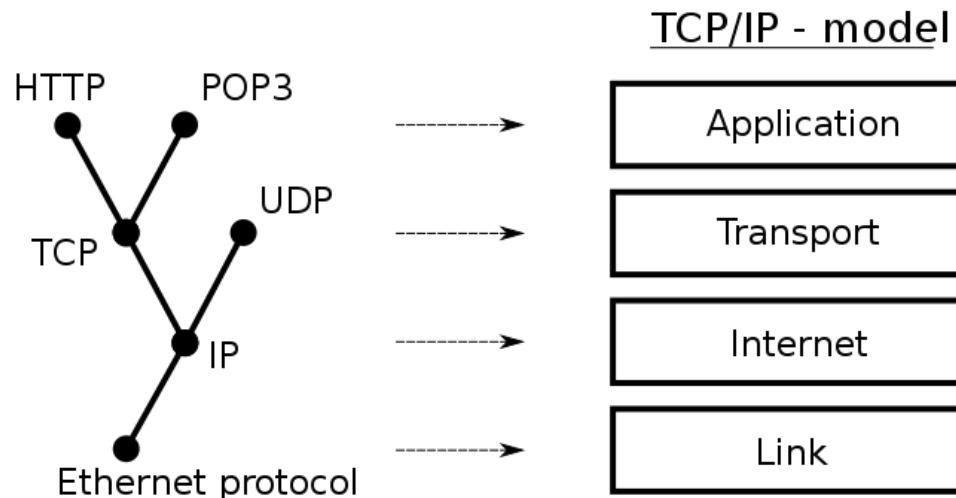 TCP/IP - model
HTTP
POP3
Application
UDP
TCP
Transport
IP
Internet
Link
Ethernet protocol